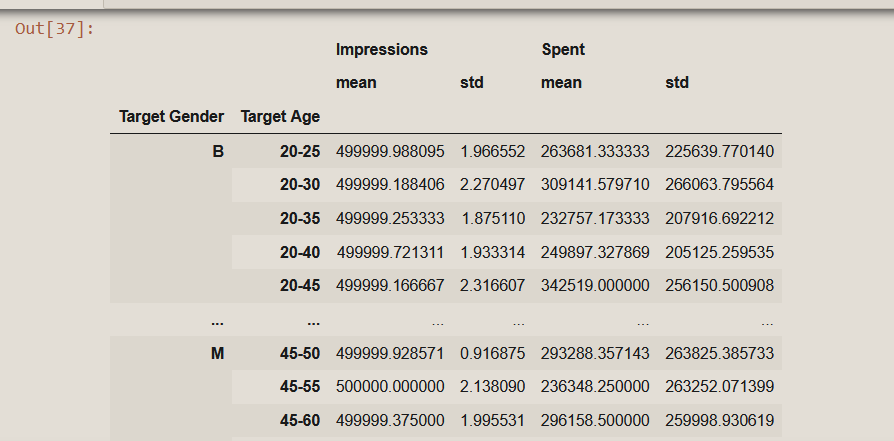 Out[37]:
Impressions Spent
mean std mean std
Target Gender Target Age
B 20-25 499999.988095 1.966552 263681.333333 225639.770140
20-30 499999.188406 2.270497 309141.579710 266063.795564
20-35 499999.253333 1.875110 232757.173333 207916.692212
20-40 499999.721311 1.933314 249897.327869 205125.259535
20-45 499999.166667 2.316607 342519.000000 256150.500908
... ... ... ... ... ...
M 45-50 499999.928571 0.916875 293288.357143 263825.385733
45-55 500000.000000 2.138090 236348.250000 263252.071399
45-60 499999.375000 1.995531 296158.500000 259998.930619